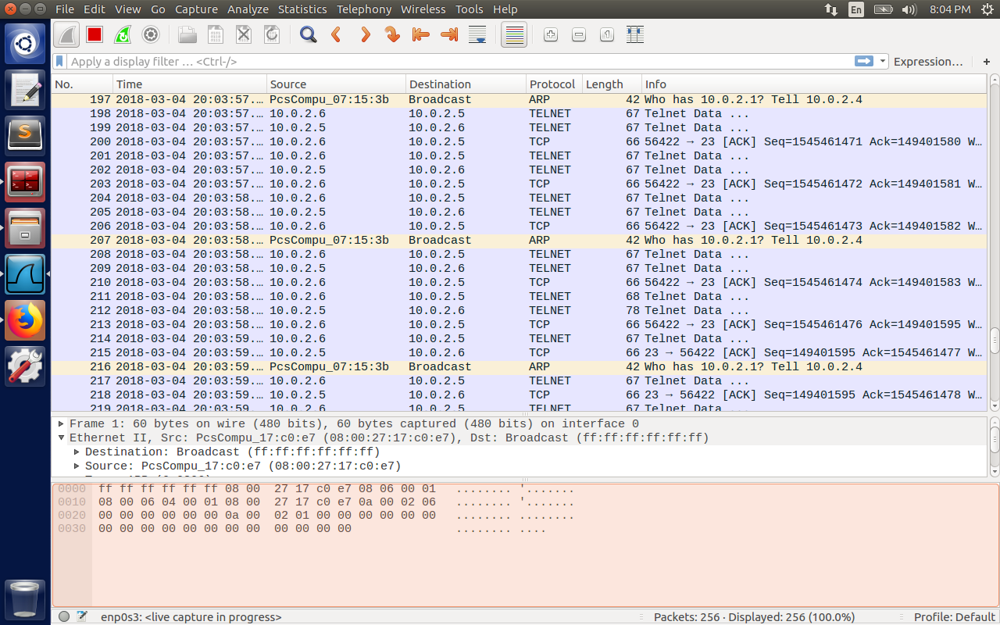 File Edit View Go Capture Analyze Statistics Telephony Wireless Tools Help En 8:04 PM
Apply a display filter … <Ctrl-/> Expression… +
No. Time Source Destination Protocol Length Info
197 2018-03-04 20:03:57.… PcsCompu_07:15:3b Broadcast ARP 42 Who has 10.0.2.1? Tell 10.0.2.4
198 2018-03-04 20:03:57.… 10.0.2.6 10.0.2.5 TELNET 67 Telnet Data ...
199 2018-03-04 20:03:57.… 10.0.2.5 10.0.2.6 TELNET 67 Telnet Data ...
200 2018-03-04 20:03:57.… 10.0.2.6 10.0.2.5 TCP 66 56422 → 23 [ACK] Seq=1545461471 Ack=149401580 W…
201 2018-03-04 20:03:57.… 10.0.2.6 10.0.2.5 TELNET 67 Telnet Data ...
202 2018-03-04 20:03:57.… 10.0.2.5 10.0.2.6 TELNET 67 Telnet Data ...
203 2018-03-04 20:03:57.… 10.0.2.6 10.0.2.5 TCP 66 56422 → 23 [ACK] Seq=1545461472 Ack=149401581 W…
204 2018-03-04 20:03:58.… 10.0.2.6 10.0.2.5 TELNET 67 Telnet Data ...
205 2018-03-04 20:03:58.… 10.0.2.5 10.0.2.6 TELNET 67 Telnet Data ...
206 2018-03-04 20:03:58.… 10.0.2.6 10.0.2.5 TCP 66 56422 → 23 [ACK] Seq=1545461473 Ack=149401582 W…
207 2018-03-04 20:03:58.… PcsCompu_07:15:3b Broadcast ARP 42 Who has 10.0.2.1? Tell 10.0.2.4
208 2018-03-04 20:03:58.… 10.0.2.6 10.0.2.5 TELNET 67 Telnet Data ...
209 2018-03-04 20:03:58.… 10.0.2.5 10.0.2.6 TELNET 67 Telnet Data ...
210 2018-03-04 20:03:58.… 10.0.2.6 10.0.2.5 TCP 66 56422 → 23 [ACK] Seq=1545461474 Ack=149401583 W…
211 2018-03-04 20:03:58.… 10.0.2.6 10.0.2.5 TELNET 68 Telnet Data ...
212 2018-03-04 20:03:58.… 10.0.2.5 10.0.2.6 TELNET 78 Telnet Data ...
213 2018-03-04 20:03:58.… 10.0.2.6 10.0.2.5 TCP 66 56422 → 23 [ACK] Seq=1545461476 Ack=149401595 W…
214 2018-03-04 20:03:59.… 10.0.2.6 10.0.2.5 TELNET 67 Telnet Data ...
215 2018-03-04 20:03:59.… 10.0.2.5 10.0.2.6 TCP 66 23 → 56422 [ACK] Seq=149401595 Ack=1545461477 W…
216 2018-03-04 20:03:59.… PcsCompu_07:15:3b Broadcast ARP 42 Who has 10.0.2.1? Tell 10.0.2.4
217 2018-03-04 20:03:59.… 10.0.2.6 10.0.2.5 TELNET 67 Telnet Data ...
218 2018-03-04 20:03:59.… 10.0.2.5 10.0.2.6 TCP 66 23 → 56422 [ACK] Seq=149401595 Ack=1545461478 W…
219 2018-03-04 20:03:59.… 10.0.2.6 10.0.2.5 TELNET 67 Telnet Data ...
Frame 1: 60 bytes on wire (480 bits), 60 bytes captured (480 bits) on interface 0
Ethernet II, Src: PcsCompu_17:c0:e7 (08:00:27:17:c0:e7), Dst: Broadcast (ff:ff:ff:ff:ff:ff)
Destination: Broadcast (ff:ff:ff:ff:ff:ff)
Source: PcsCompu_17:c0:e7 (08:00:27:17:c0:e7)
0000 ff ff ff ff ff ff 08 00 27 17 c0 e7 08 06 00 01 ........ '.......
0010 08 00 06 04 00 01 08 00 27 17 c0 e7 0a 00 02 06 ........ '.......
0020 00 00 00 00 00 00 0a 00 02 01 00 00 00 00 00 00 ........ ........
0030 00 00 00 00 00 00 00 00 00 00 00 00 ........ ....
enp0s3: <live capture in progress> Packets: 256 · Displayed: 256 (100.0%) Profile: Default